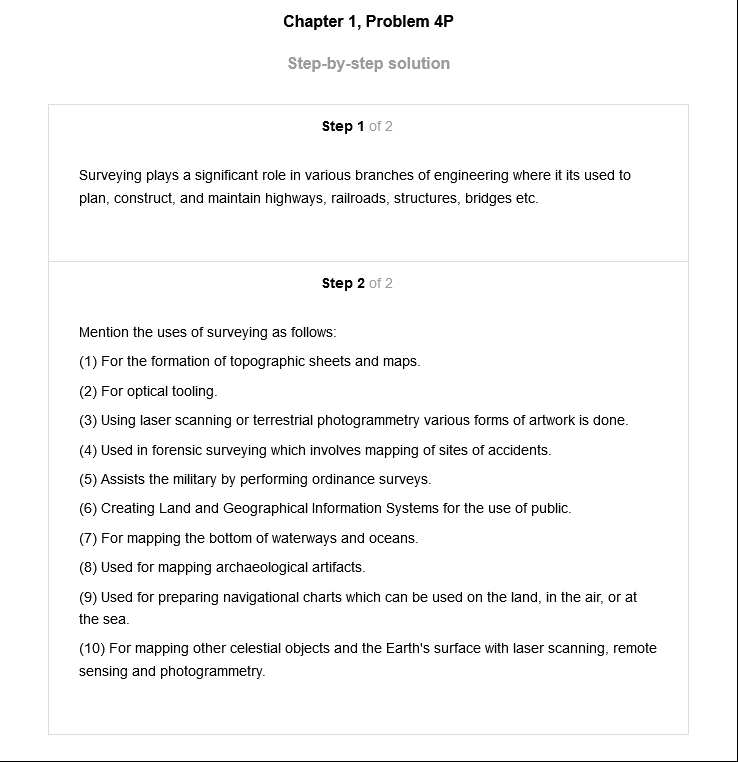 Chapter 1, Problem 4P
Step-by-step solution
Step 1 of 2
Surveying plays a significant role in various branches of engineering where it its used to
plan, construct, and maintain highways, railroads, structures, bridges etc.
Step 2 of 2
Mention the uses of surveying as follows:
(1) For the formation of topographic sheets and maps.
(2) For optical tooling.
(3) Using laser scanning or terrestrial photogrammetry various forms of artwork is done.
(4) Used in forensic surveying which involves mapping of sites of accidents.
(5) Assists the military by performing ordinance surveys.
(6) Creating Land and Geographical Information Systems for the use of public.
(7) For mapping the bottom of waterways and oceans.
(8) Used for mapping archaeological artifacts.
(9) Used for preparing navigational charts which can be used on the land, in the air, or at
the sea.
(10) For mapping other celestial objects and the Earth's surface with laser scanning, remote
sensing and photogrammetry.